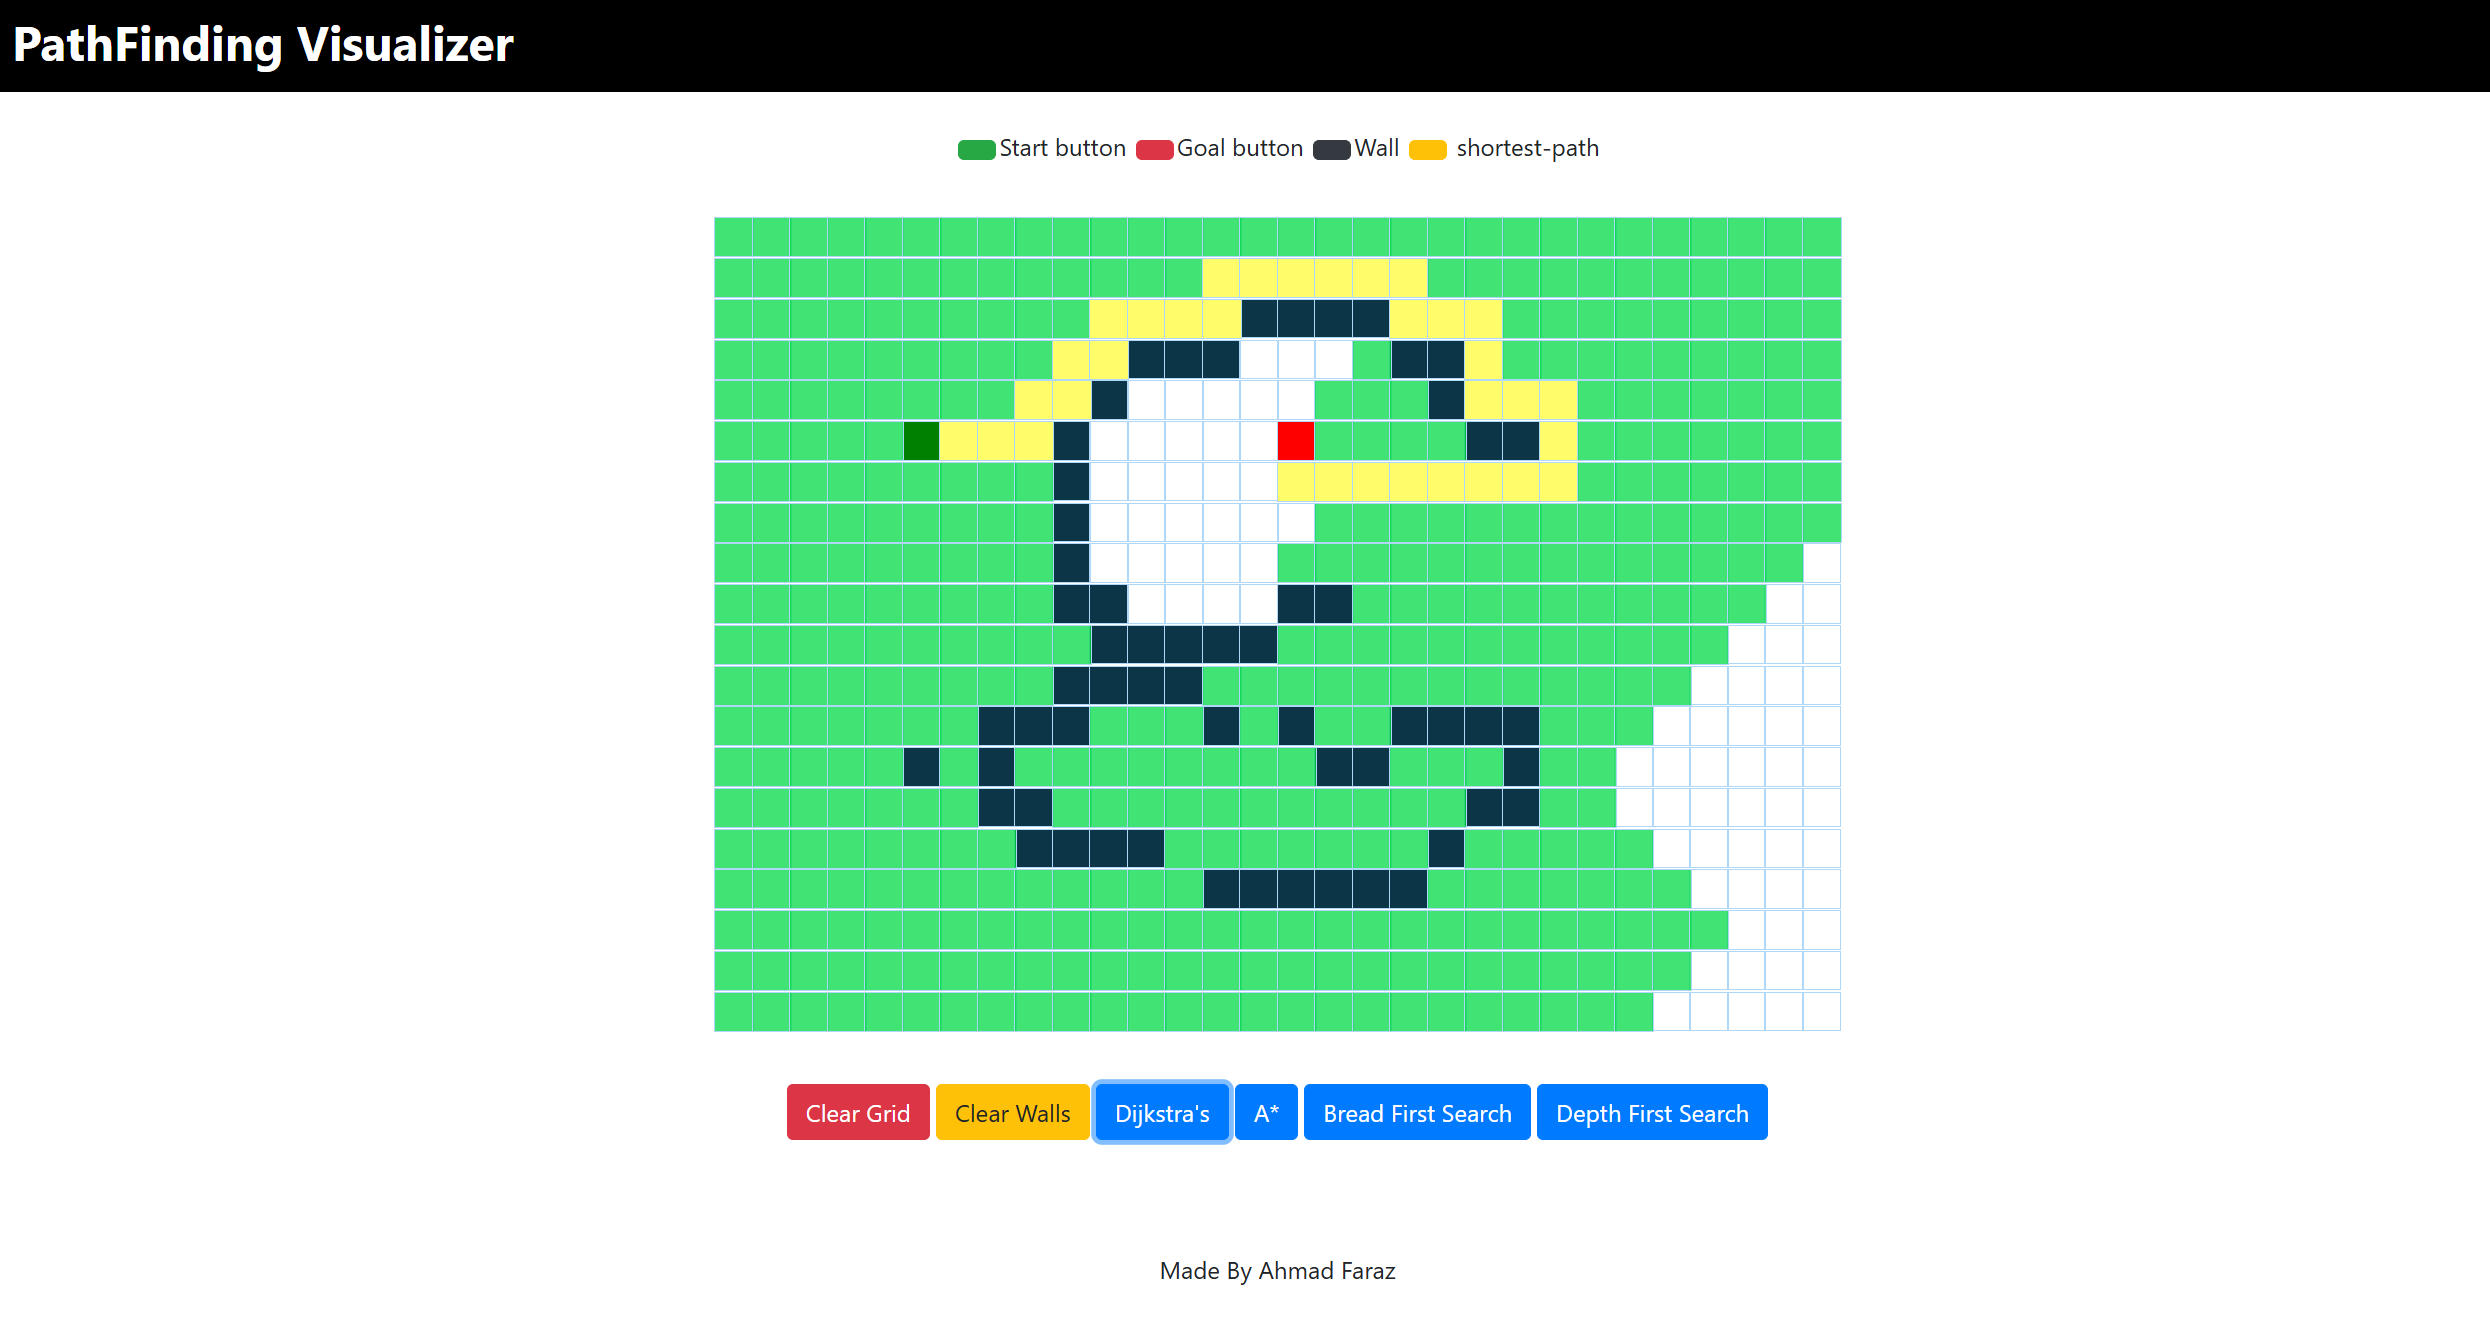 PathFinding Visualizer
Start button Goal button Wall shortest-path
Clear Grid Clear Walls Dijkstra's A* Bread First Search Depth First Search
Made By Ahmad Faraz